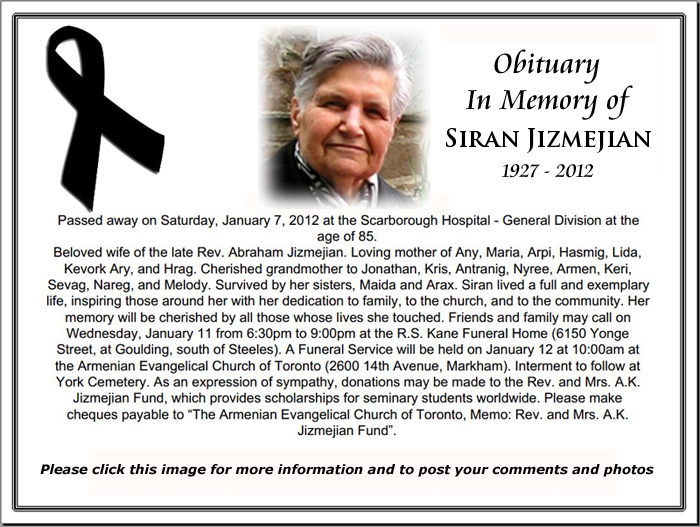 Obituary
In Memory of
SIRAN JIZMEJIAN
1927 - 2012
Passed away on Saturday, January 7, 2012 at the Scarborough Hospital - General Division at the
age of 85.
Beloved wife of the late Rev. Abraham Jizmejian. Loving mother of Any, Maria, Arpi, Hasmig, Lida,
Kevork Ary, and Hrag. Cherished grandmother to Jonathan, Kris, Antranig, Nyree, Armen, Keri,
Sevag, Nareg, and Melody. Survived by her sisters, Maida and Arax. Siran lived a full and exemplary
life, inspiring those around her with her dedication to family, to the church, and to the community. Her
memory will be cherished by all those whose lives she touched. Friends and family may call on
Wednesday, January 11 from 6:30pm to 9:00pm at the R.S. Kane Funeral Home (6150 Yonge
Street, at Goulding, south of Steeles). A Funeral Service will be held on January 12 at 10:00am at
the Armenian Evangelical Church of Toronto (2600 14th Avenue, Markham). Interment to follow at
York Cemetery. As an expression of sympathy, donations may be made to the Rev. and Mrs. A.K.
Jizmejian Fund, which provides scholarships for seminary students worldwide. Please make
cheques payable to “The Armenian Evangelical Church of Toronto, Memo: Rev. and Mrs. A.K.
Jizmejian Fund”.
Please click this image for more information and to post your comments and photos